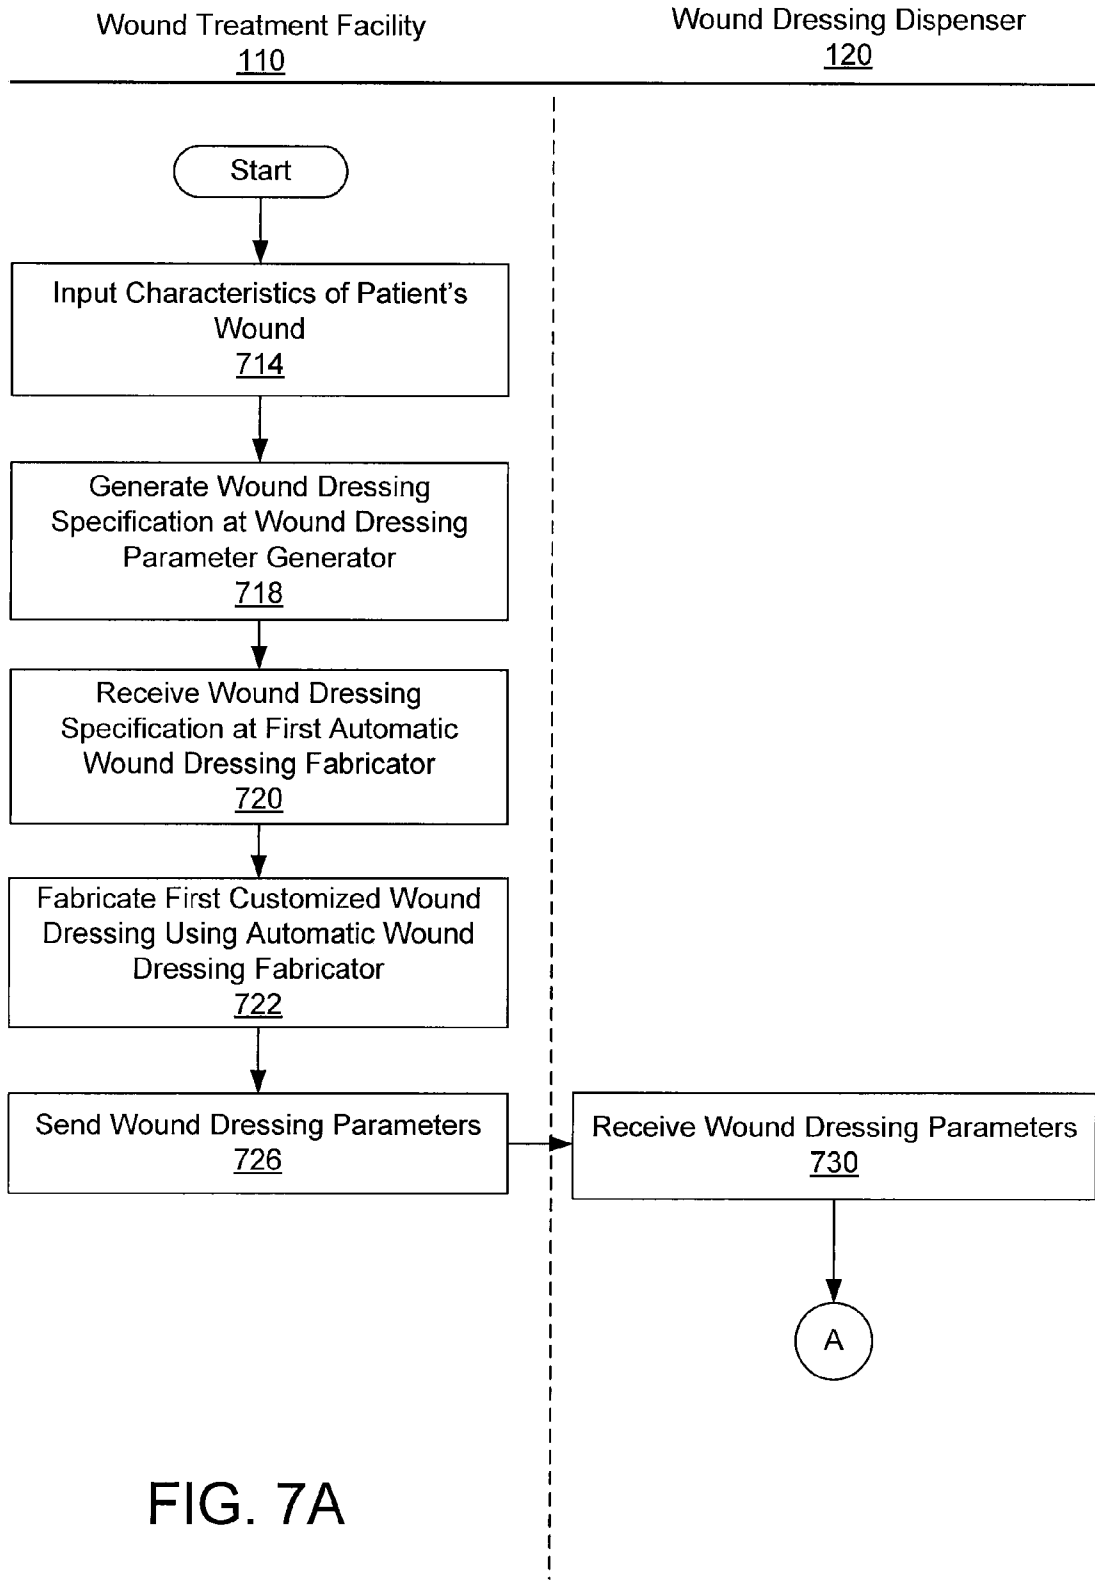 Wound Treatment Facility
110
Wound Dressing Dispenser
120
Start
Input Characteristics of Patient's
Wound
714
Generate Wound Dressing
Specification at Wound Dressing
Parameter Generator
718
Receive Wound Dressing
Specification at First Automatic
Wound Dressing Fabricator
720
Fabricate First Customized Wound
Dressing Using Automatic Wound
Dressing Fabricator
722
Send Wound Dressing Parameters
726
Receive Wound Dressing Parameters
730
A
FIG. 7A